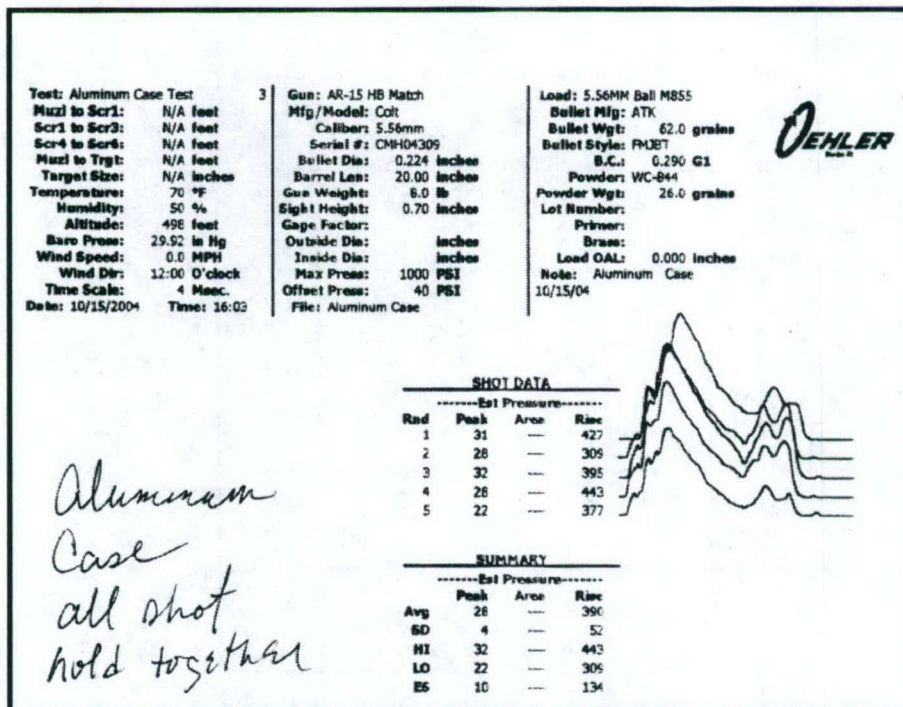 Test: Aluminum Case Test 3
Muzl to Scr1: N/A feet
Scr1 to Scr3: N/A feet
Scr4 to Scr6: N/A feet
Muzl to Trgt: N/A feet
Target Size: N/A inches
Temperature: 70 °F
Humidity: 50 %
Altitude: 498 feet
Baro Press: 29.92 in Hg
Wind Speed: 0.0 MPH
Wind Dir: 12:00 O'clock
Time Scale: 4 Msec.
Date: 10/15/2004 Time: 16:03
Gun: AR-15 HB Match
Mfg/Model: Colt
Caliber: 5.56mm
Serial #: CMH04309
Bullet Dia: 0.224 inches
Barrel Len: 20.00 inches
Gun Weight: 8.0 lb
Sight Height: 0.70 inches
Gage Factor:
Outside Dia: inches
Inside Dia: inches
Max Press: 1000 PSI
Offset Press: 40 PSI
File: Aluminum Case
Load: 5.56MM Ball M855
Bullet Mfg: ATK
Bullet Wgt: 62.0 grains
Bullet Style: FMJBT
B.C.: 0.290 G1
Powder: WC-844
Powder Wgt: 26.0 grains
Lot Number:
Primer:
Brass:
Load OAL: 0.000 inches
Note: Aluminum Case
10/15/04
OEHLER
SHOT DATA
------Est Pressure------
Rnd Peak Area Rise
1 31 --- 427
2 28 --- 309
3 32 --- 395
4 28 --- 443
5 22 --- 377
SUMMARY
------Est Pressure------
Peak Area Rise
Avg 28 --- 390
SD 4 --- 52
HI 32 --- 443
LO 22 --- 309
ES 10 --- 134
Aluminum
Case
all shot
hold together